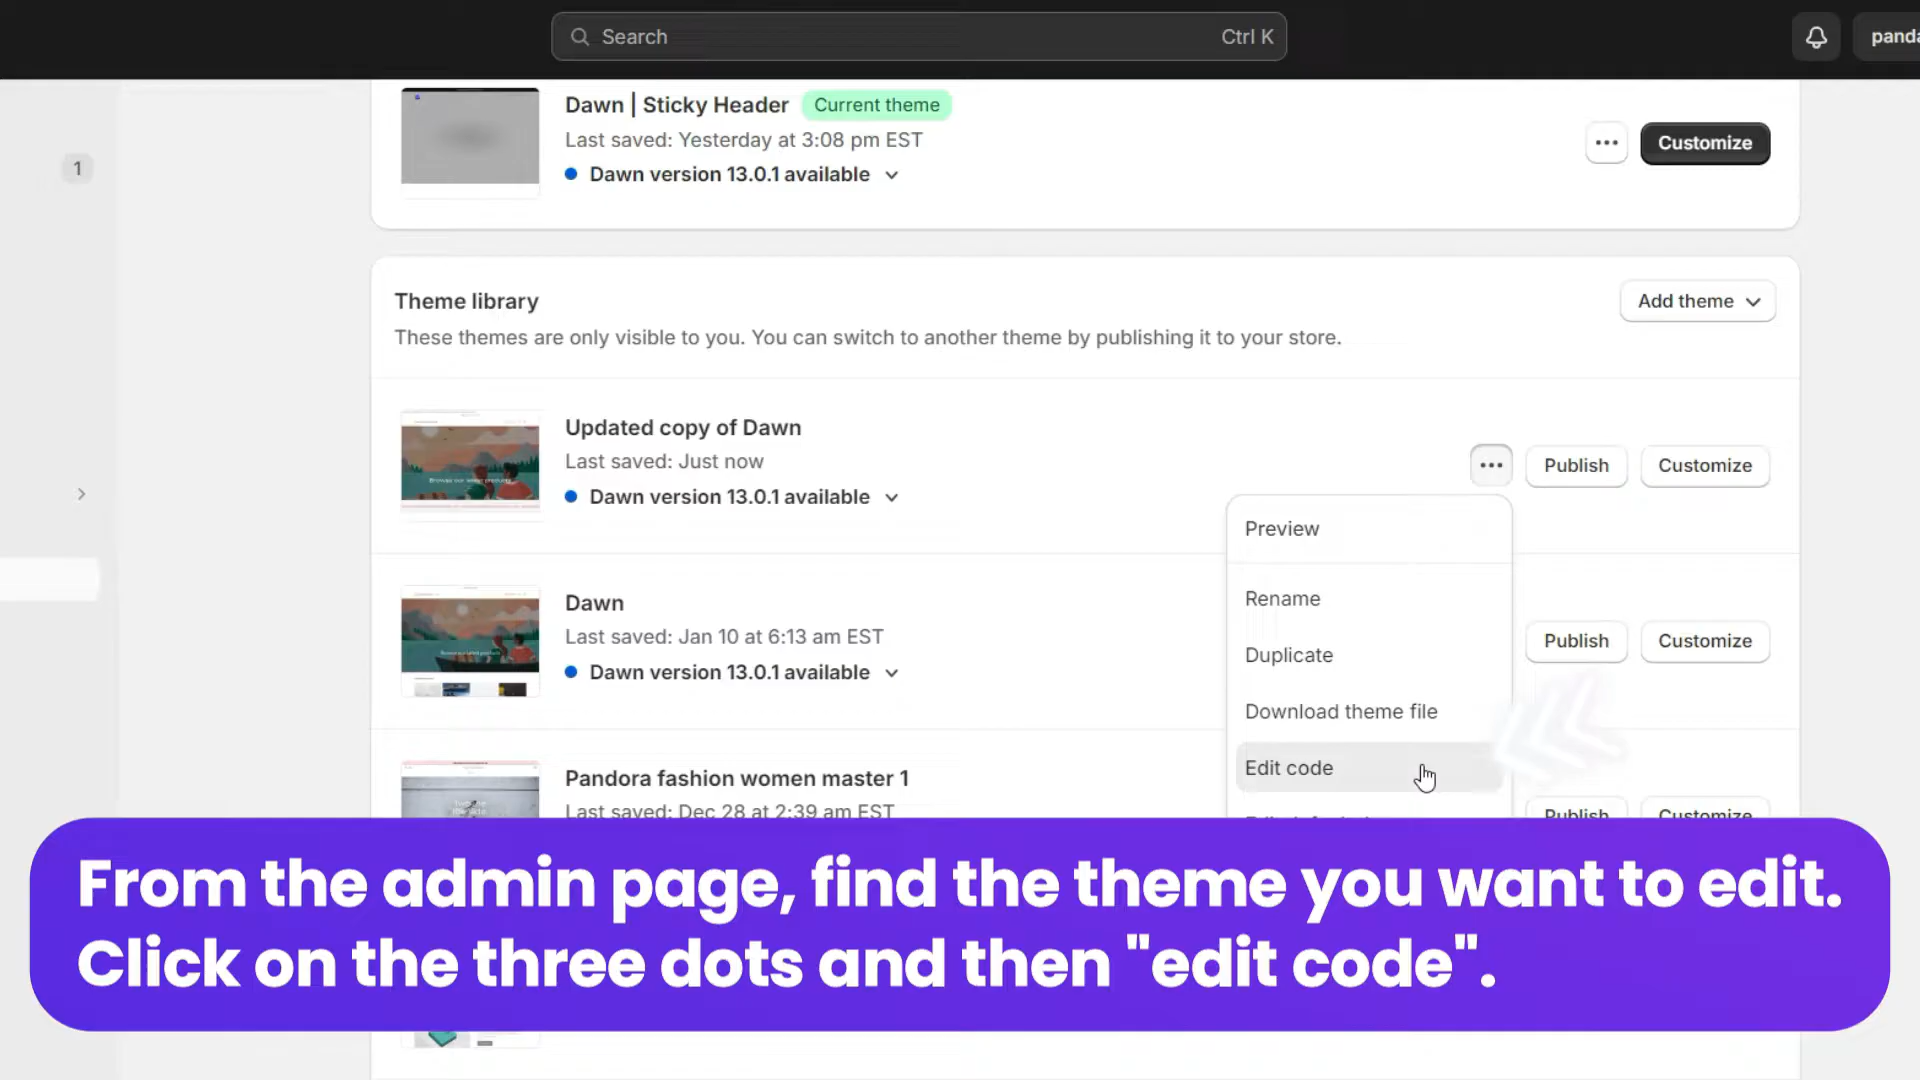 Search
Ctrl K
Dawn | Sticky Header
Current theme
Last saved: Yesterday at 3:08 pm EST
Customize
1
Dawn version 13.0.1 available
Theme library
Add theme
These themes are only visible to you. You can switch to another theme by publishing it to your store.
Updated copy of Dawn
Last saved: Just now
Publish
Customize
Dawn version 13.0.1 available
Preview
Dawn
Rename
Last saved: Jan 10 at 6:13 am EST
Publish
Customize
Duplicate
Dawn version 13.0.1 available
Download theme file
Edit code
Pandora fashion women master 1
Last saved: Dec 28 at 2:39 am EST
Publish
Customize
From the admin page, find the theme you want to edit.
Click on the three dots and then "edit code".